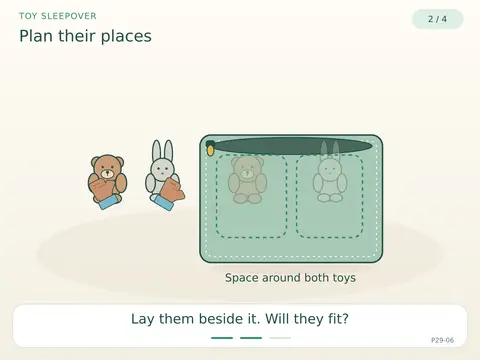 TOY SLEEPOVER
2 / 4
Plan their places
Space around both toys
Lay them beside it. Will they fit?
P29-06